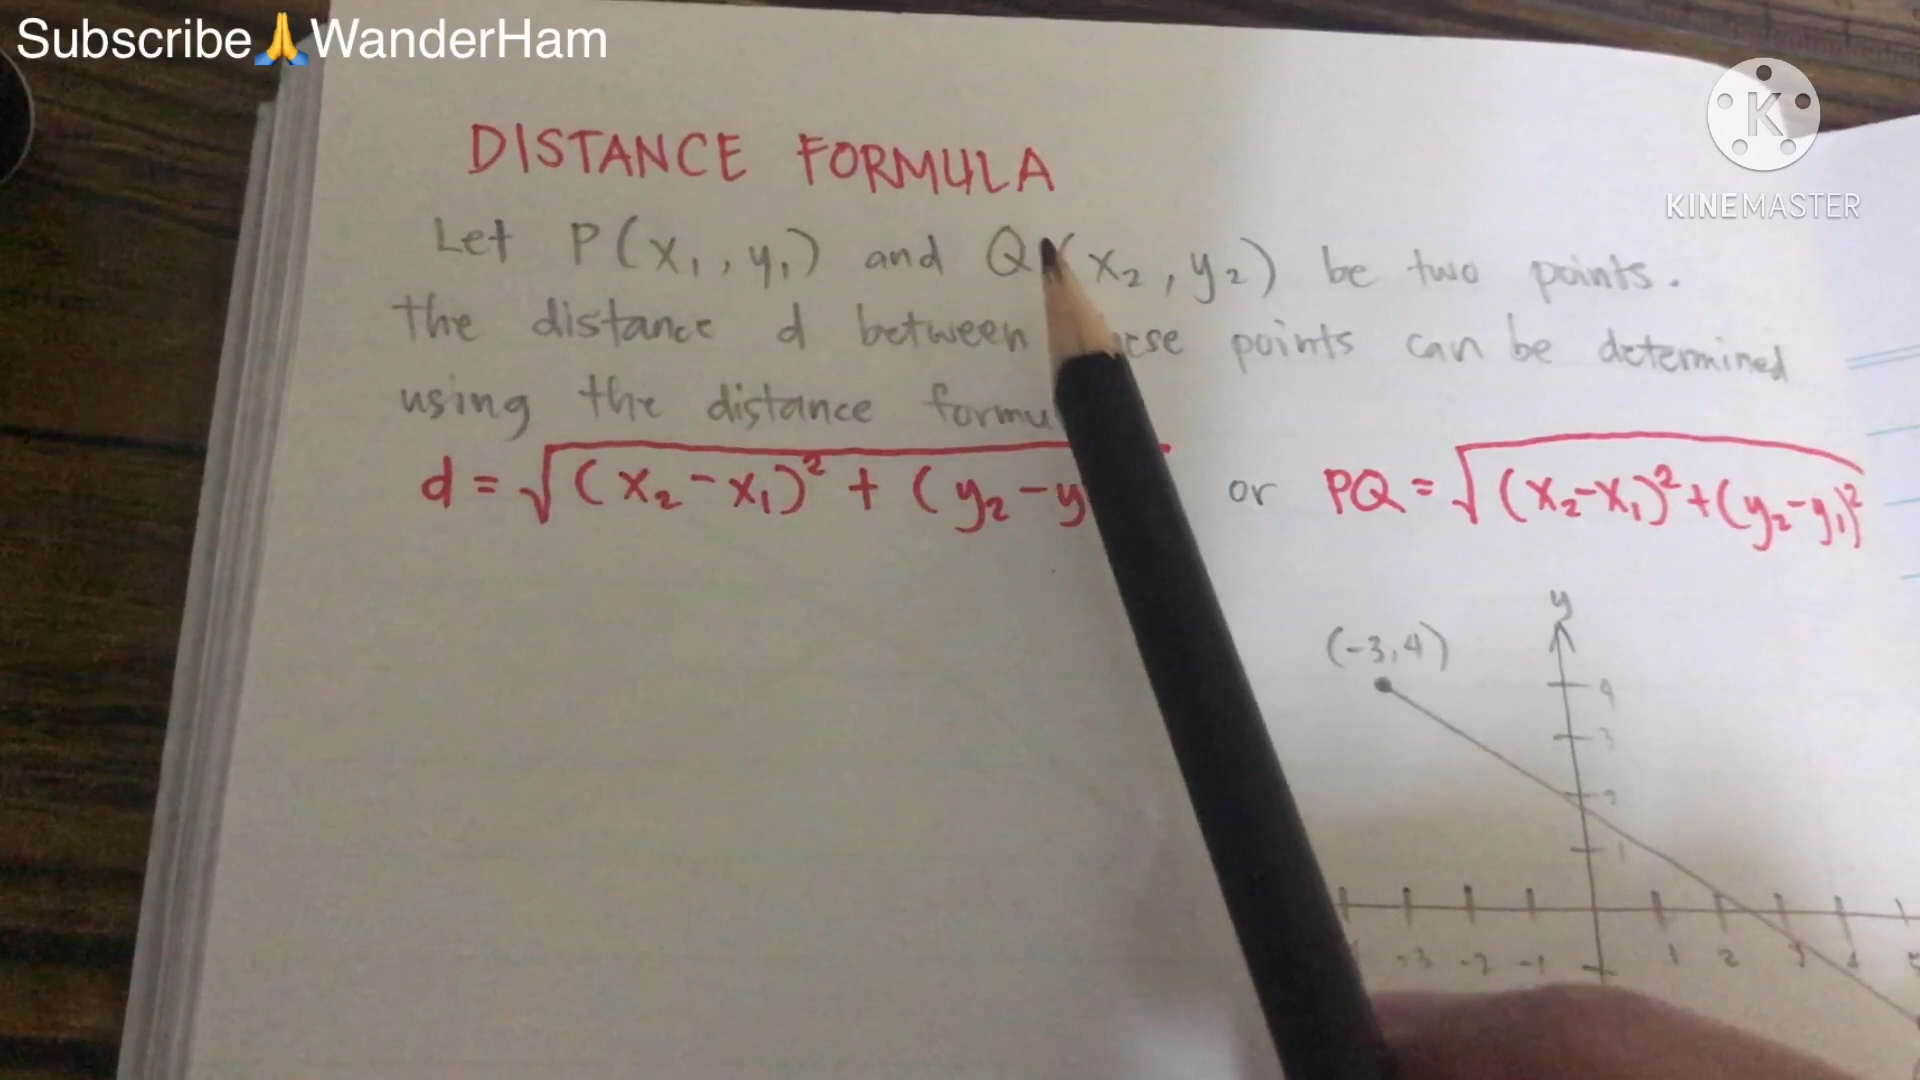 Subscribe🙏WanderHam
KINEMASTER
DISTANCE FORMULA
Let P(x₁, y₁) and Q(x₂, y₂) be two points.
The distance d between points can be determined
using the distance
d = √(x₂-x₁)² + (y₂-y or PQ = √(x₂-x₁)²+(y₂-y₁)²
y
(-3,4)
4
3
2
1
-3 -2 -1 1 2 3 4